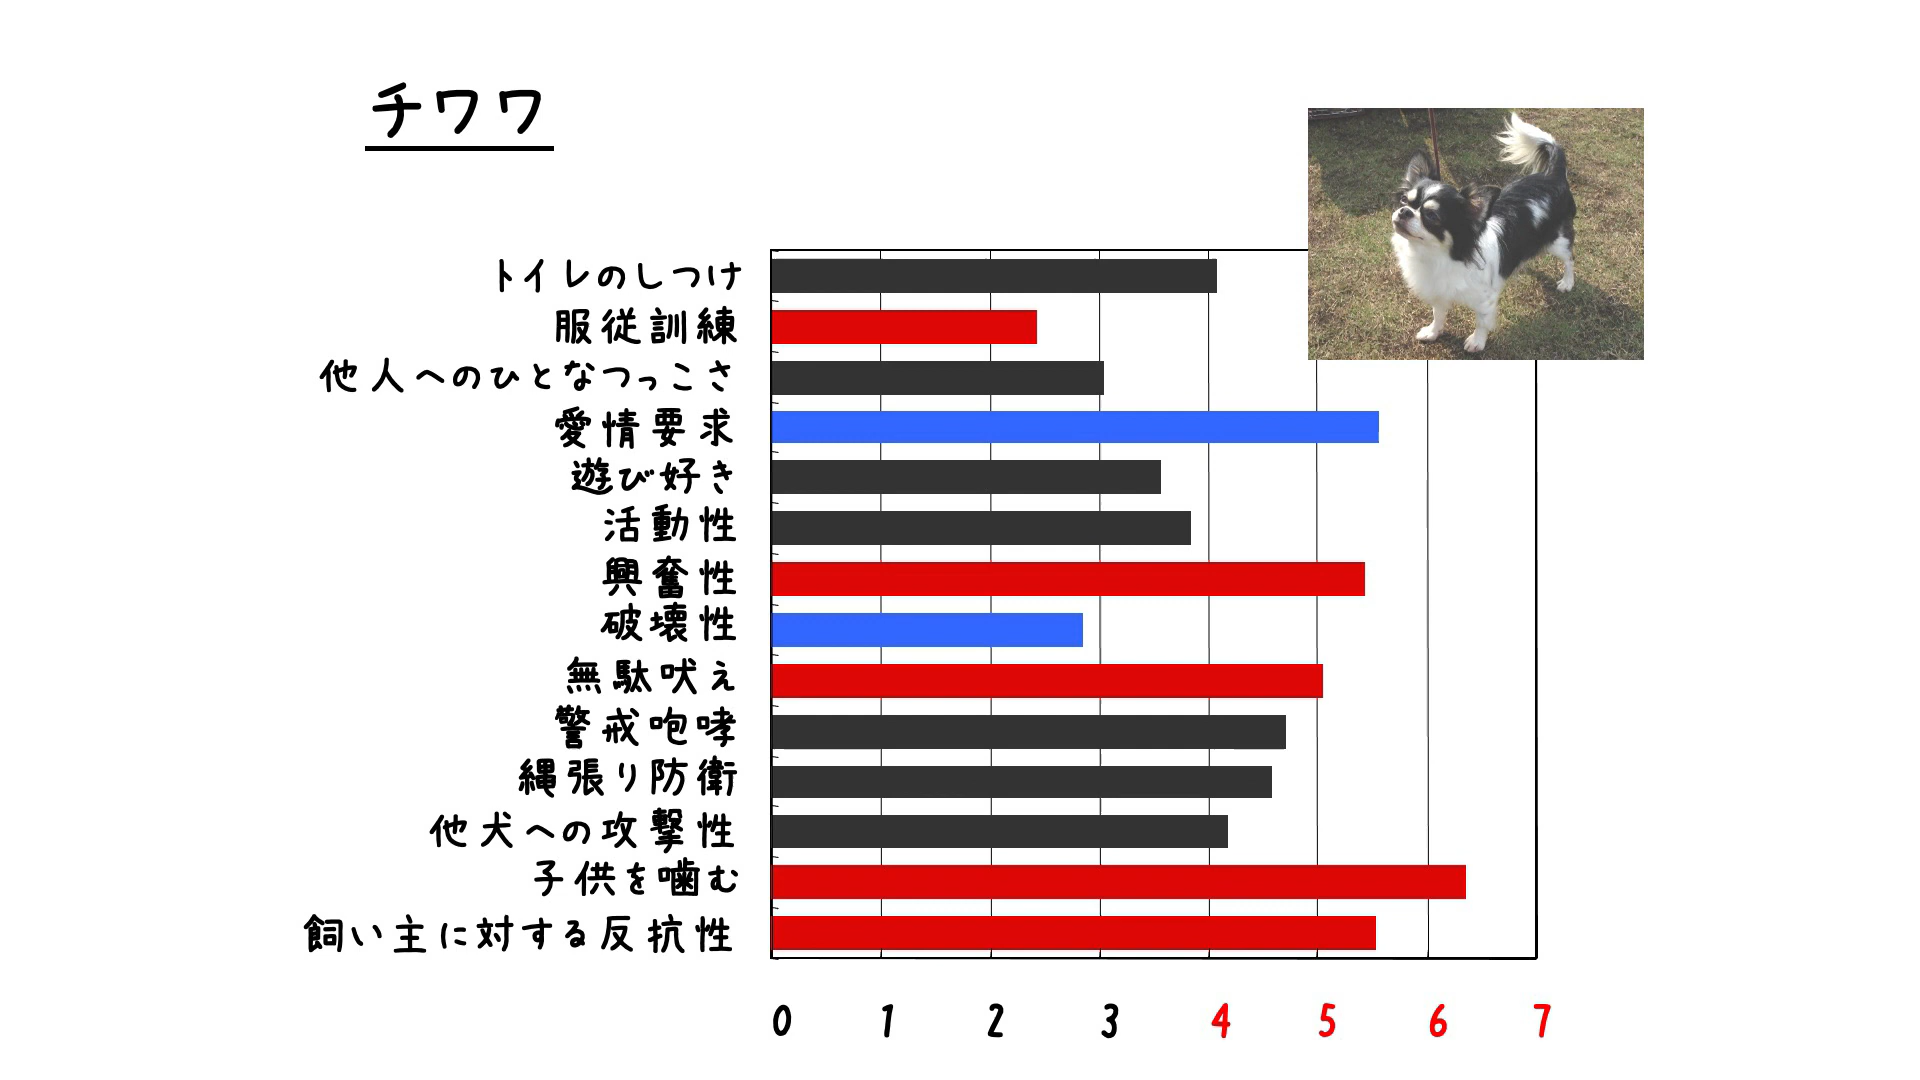 チワワ
トイレのしつけ
服従訓練
他人へのひとなつっこさ
愛情要求
遊び好き
活動性
興奮性
破壊性
無駄吠え
警戒咆哮
縄張り防衛
他犬への攻撃性
子供を噛む
飼い主に対する反抗性
0 1 2 3 4 5 6 7